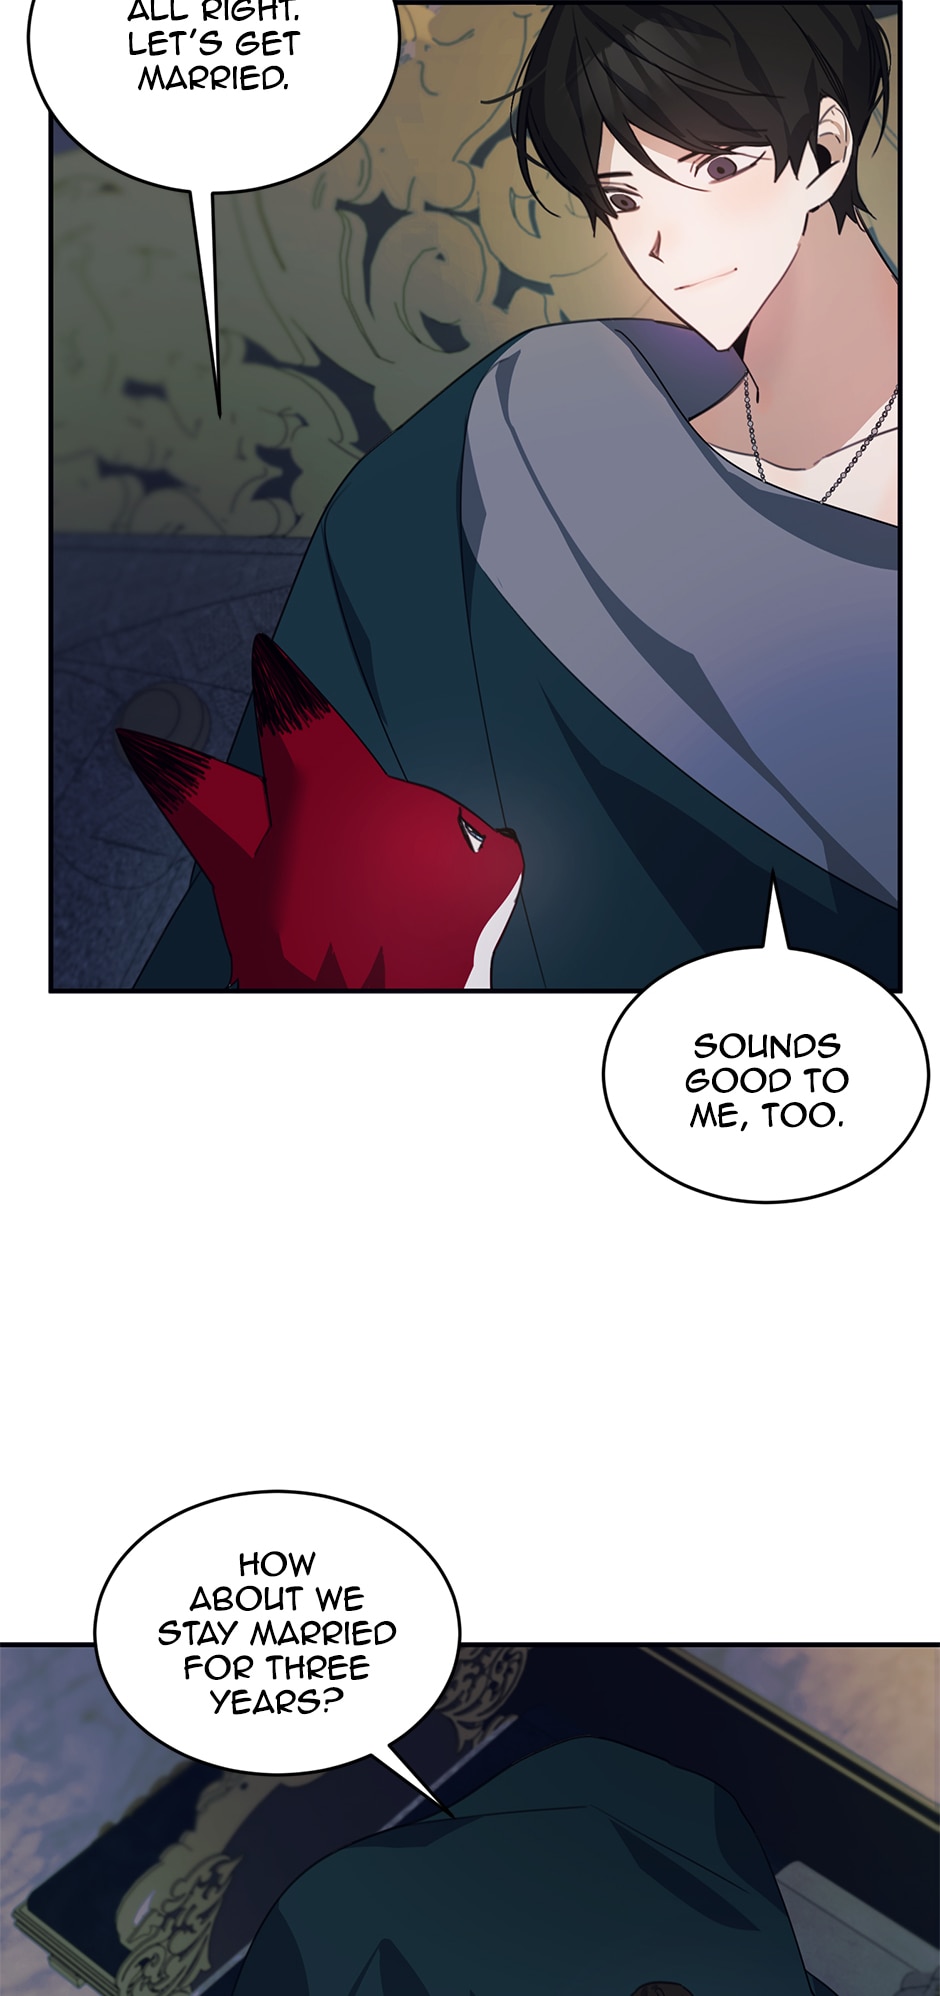 ALL RIGHT.
LET'S GET
MARRIED.
SOUNDS
GOOD TO
ME, TOO.
HOW
ABOUT WE
STAY MARRIED
FOR THREE
YEARS?